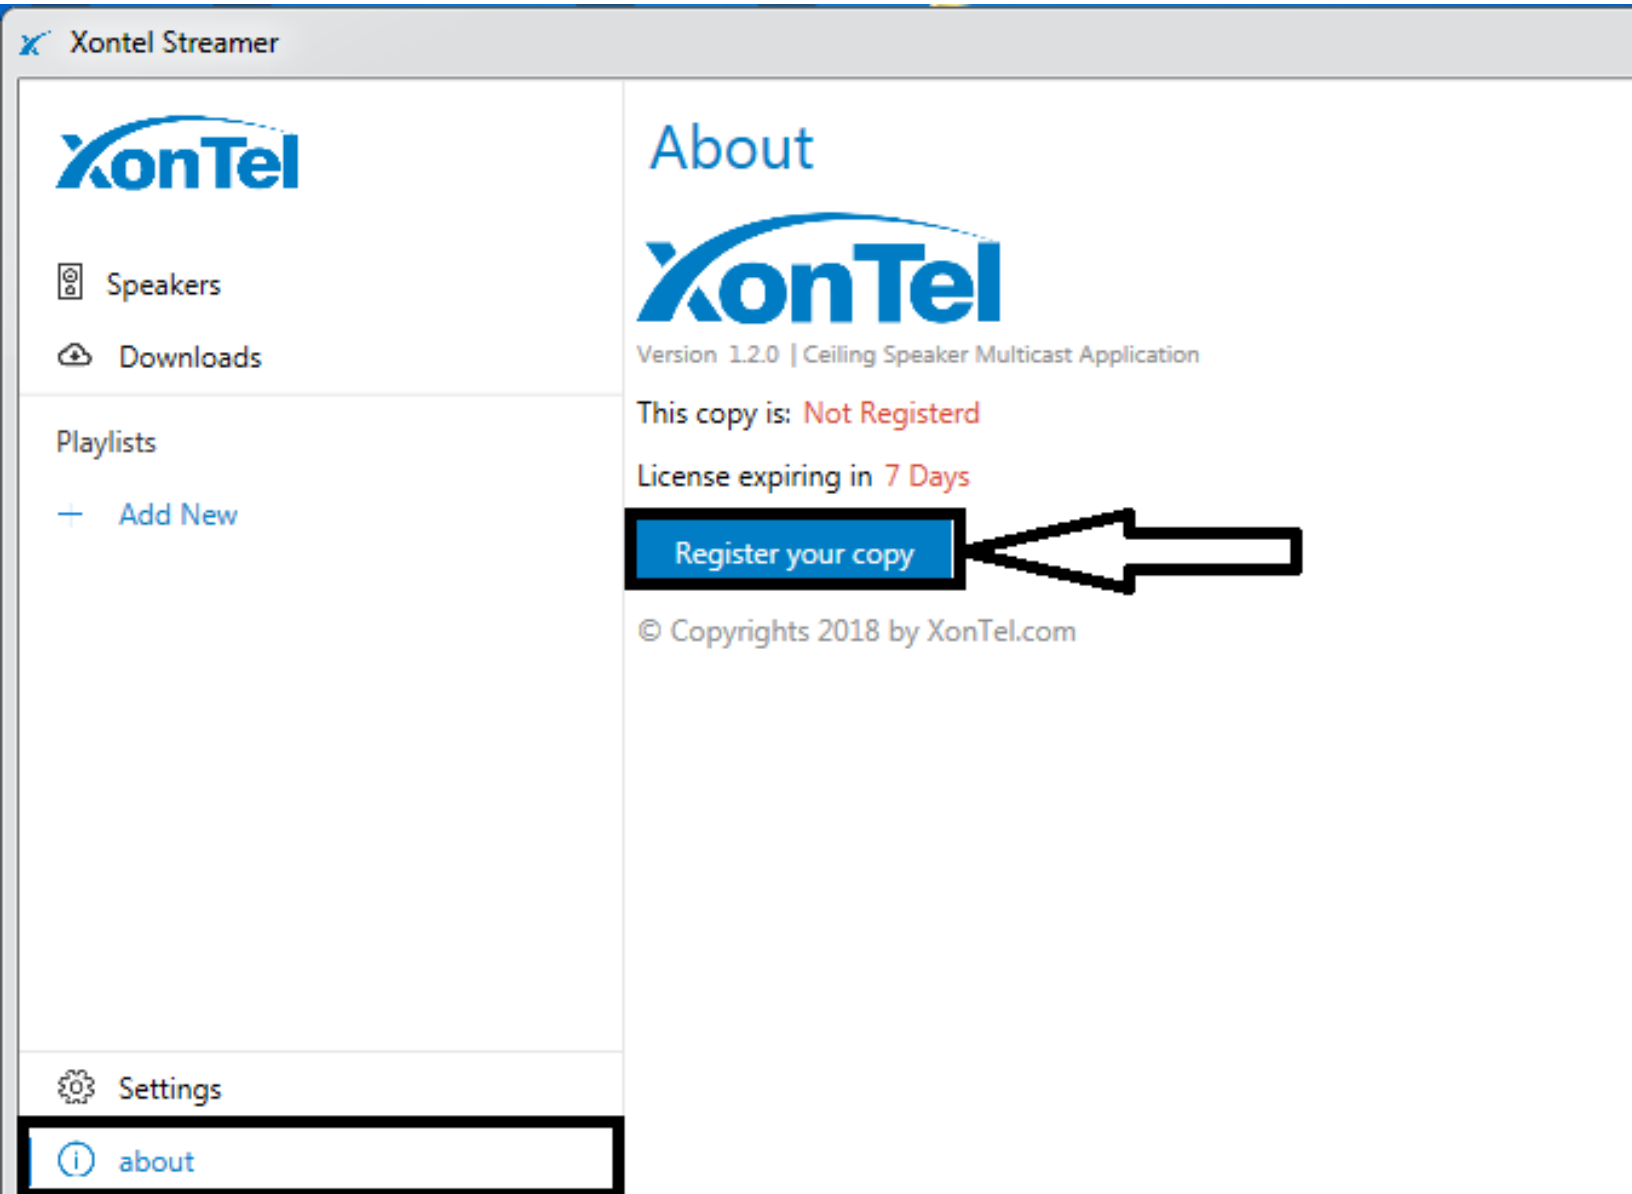 Xontel Streamer
XonTel
Speakers
Downloads
Playlists
+ Add New
Settings
about
About
XonTel
Version 1.2.0 | Ceiling Speaker Multicast Application
This copy is: Not Registerd
License expiring in 7 Days
Register your copy
© Copyrights 2018 by XonTel.com